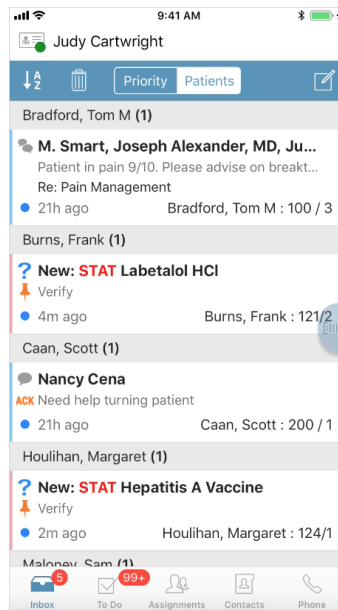 9:41 AM
Judy Cartwright
A Z
Priority Patients
Bradford, Tom M (1)
M. Smart, Joseph Alexander, MD, Ju...
Patient in pain 9/10. Please advise on breakt...
Re: Pain Management
21h ago Bradford, Tom M : 100 / 3
Burns, Frank (1)
? New: STAT Labetalol HCl
Verify
4m ago Burns, Frank : 121/2
Caan, Scott (1)
Nancy Cena
ACK Need help turning patient
21h ago Caan, Scott : 200 / 1
Houlihan, Margaret (1)
? New: STAT Hepatitis A Vaccine
Verify
2m ago Houlihan, Margaret : 124/1
Maloney, Sam (1)
5 99+
Inbox To Do Assignments Contacts Phone